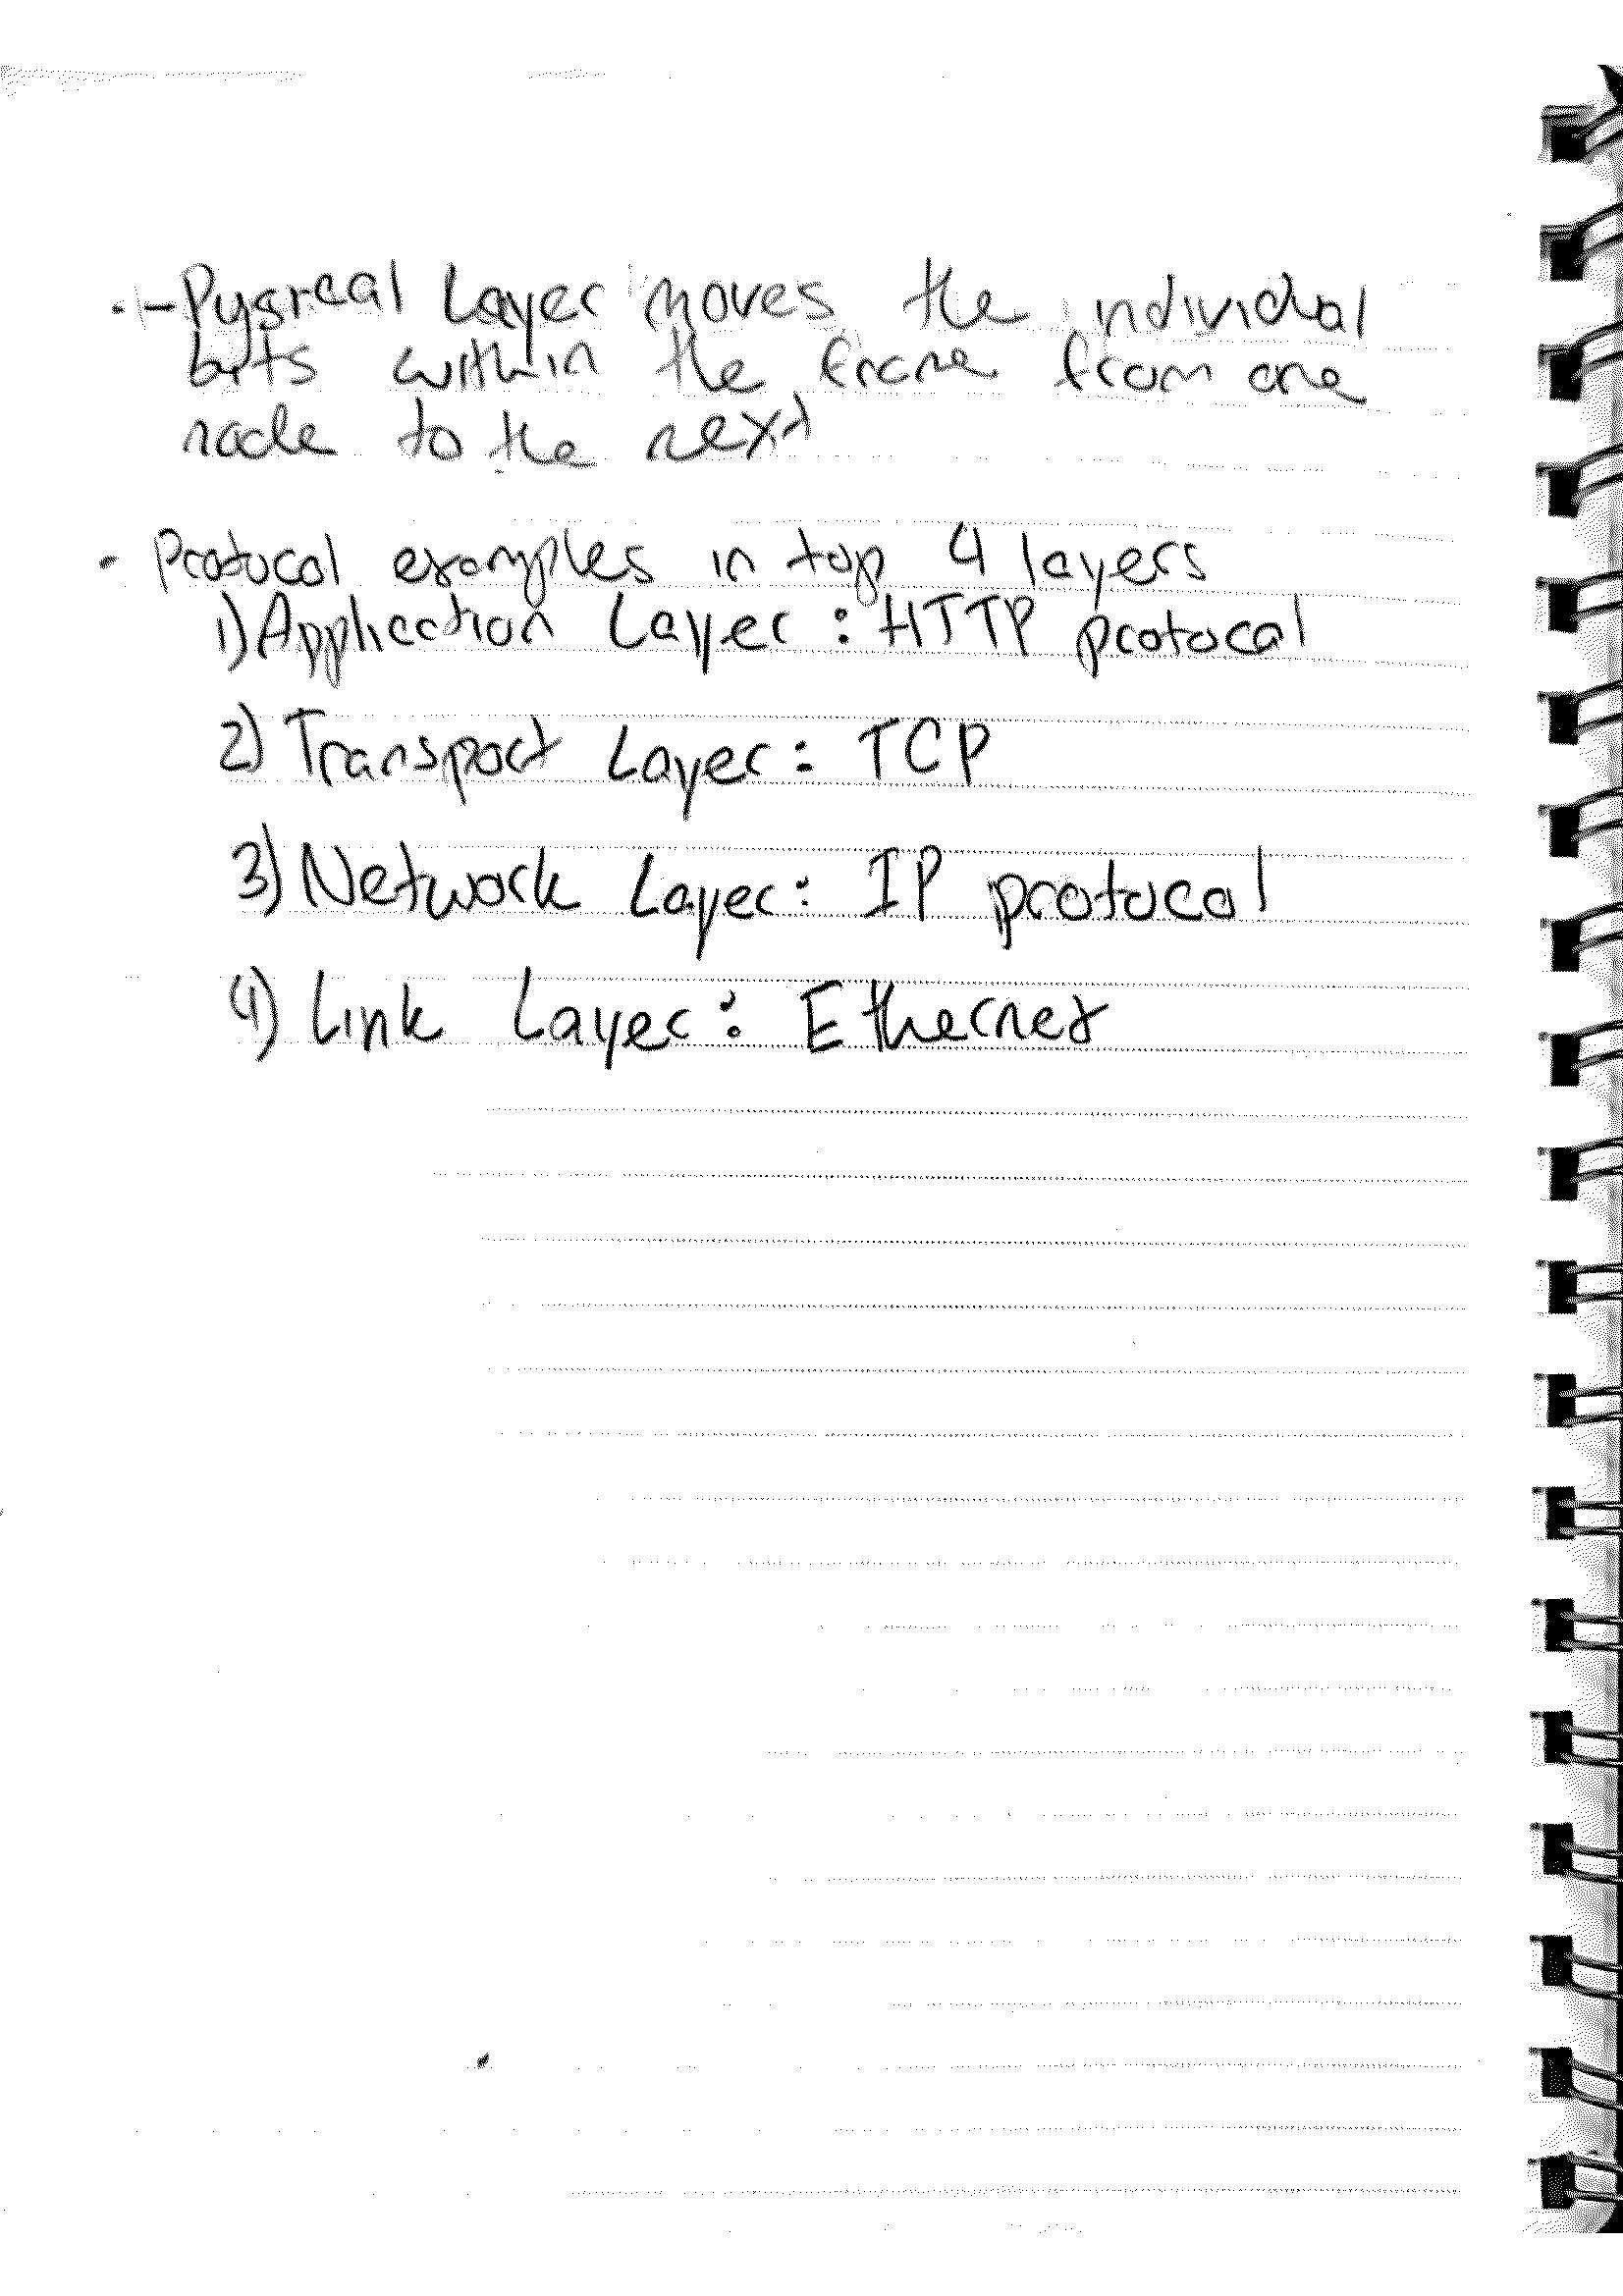 - Pysical Layer moves the individual
bits within the frame from one
node to the next
• Protocol examples in top 4 layers
1) Application Layer : HTTP protocal
2) Transport Layer : TCP
3) Network Layer : IP protocol
4) Link Layer : Ethernet